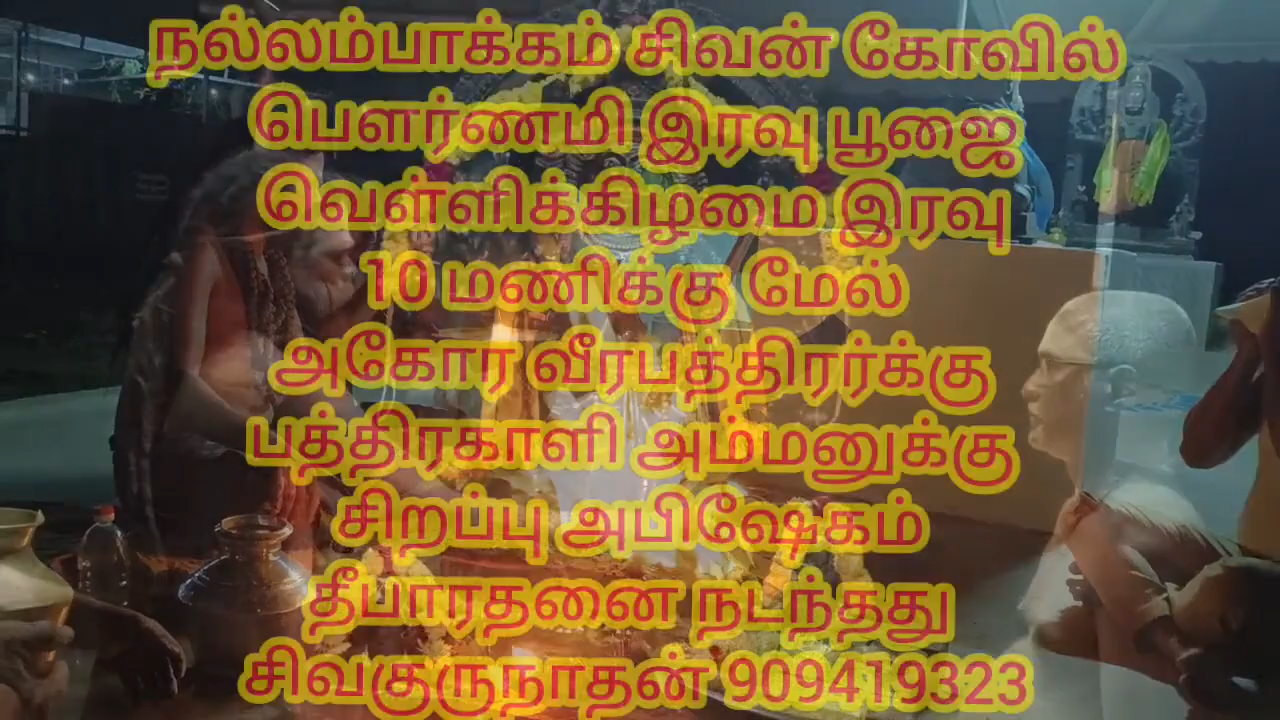 நல்லம்பாக்கம் சிவன் கோவில்
பௌர்ணமி இரவு பூஜை
வெள்ளிக்கிழமை இரவு
10 மணிக்கு மேல்
அகோர வீரபத்திரர்க்கு
பத்திரகாளி அம்மனுக்கு
சிறப்பு அபிஷேகம்
தீபாரதனை நடந்தது
சிவகுருநாதன் 909419323